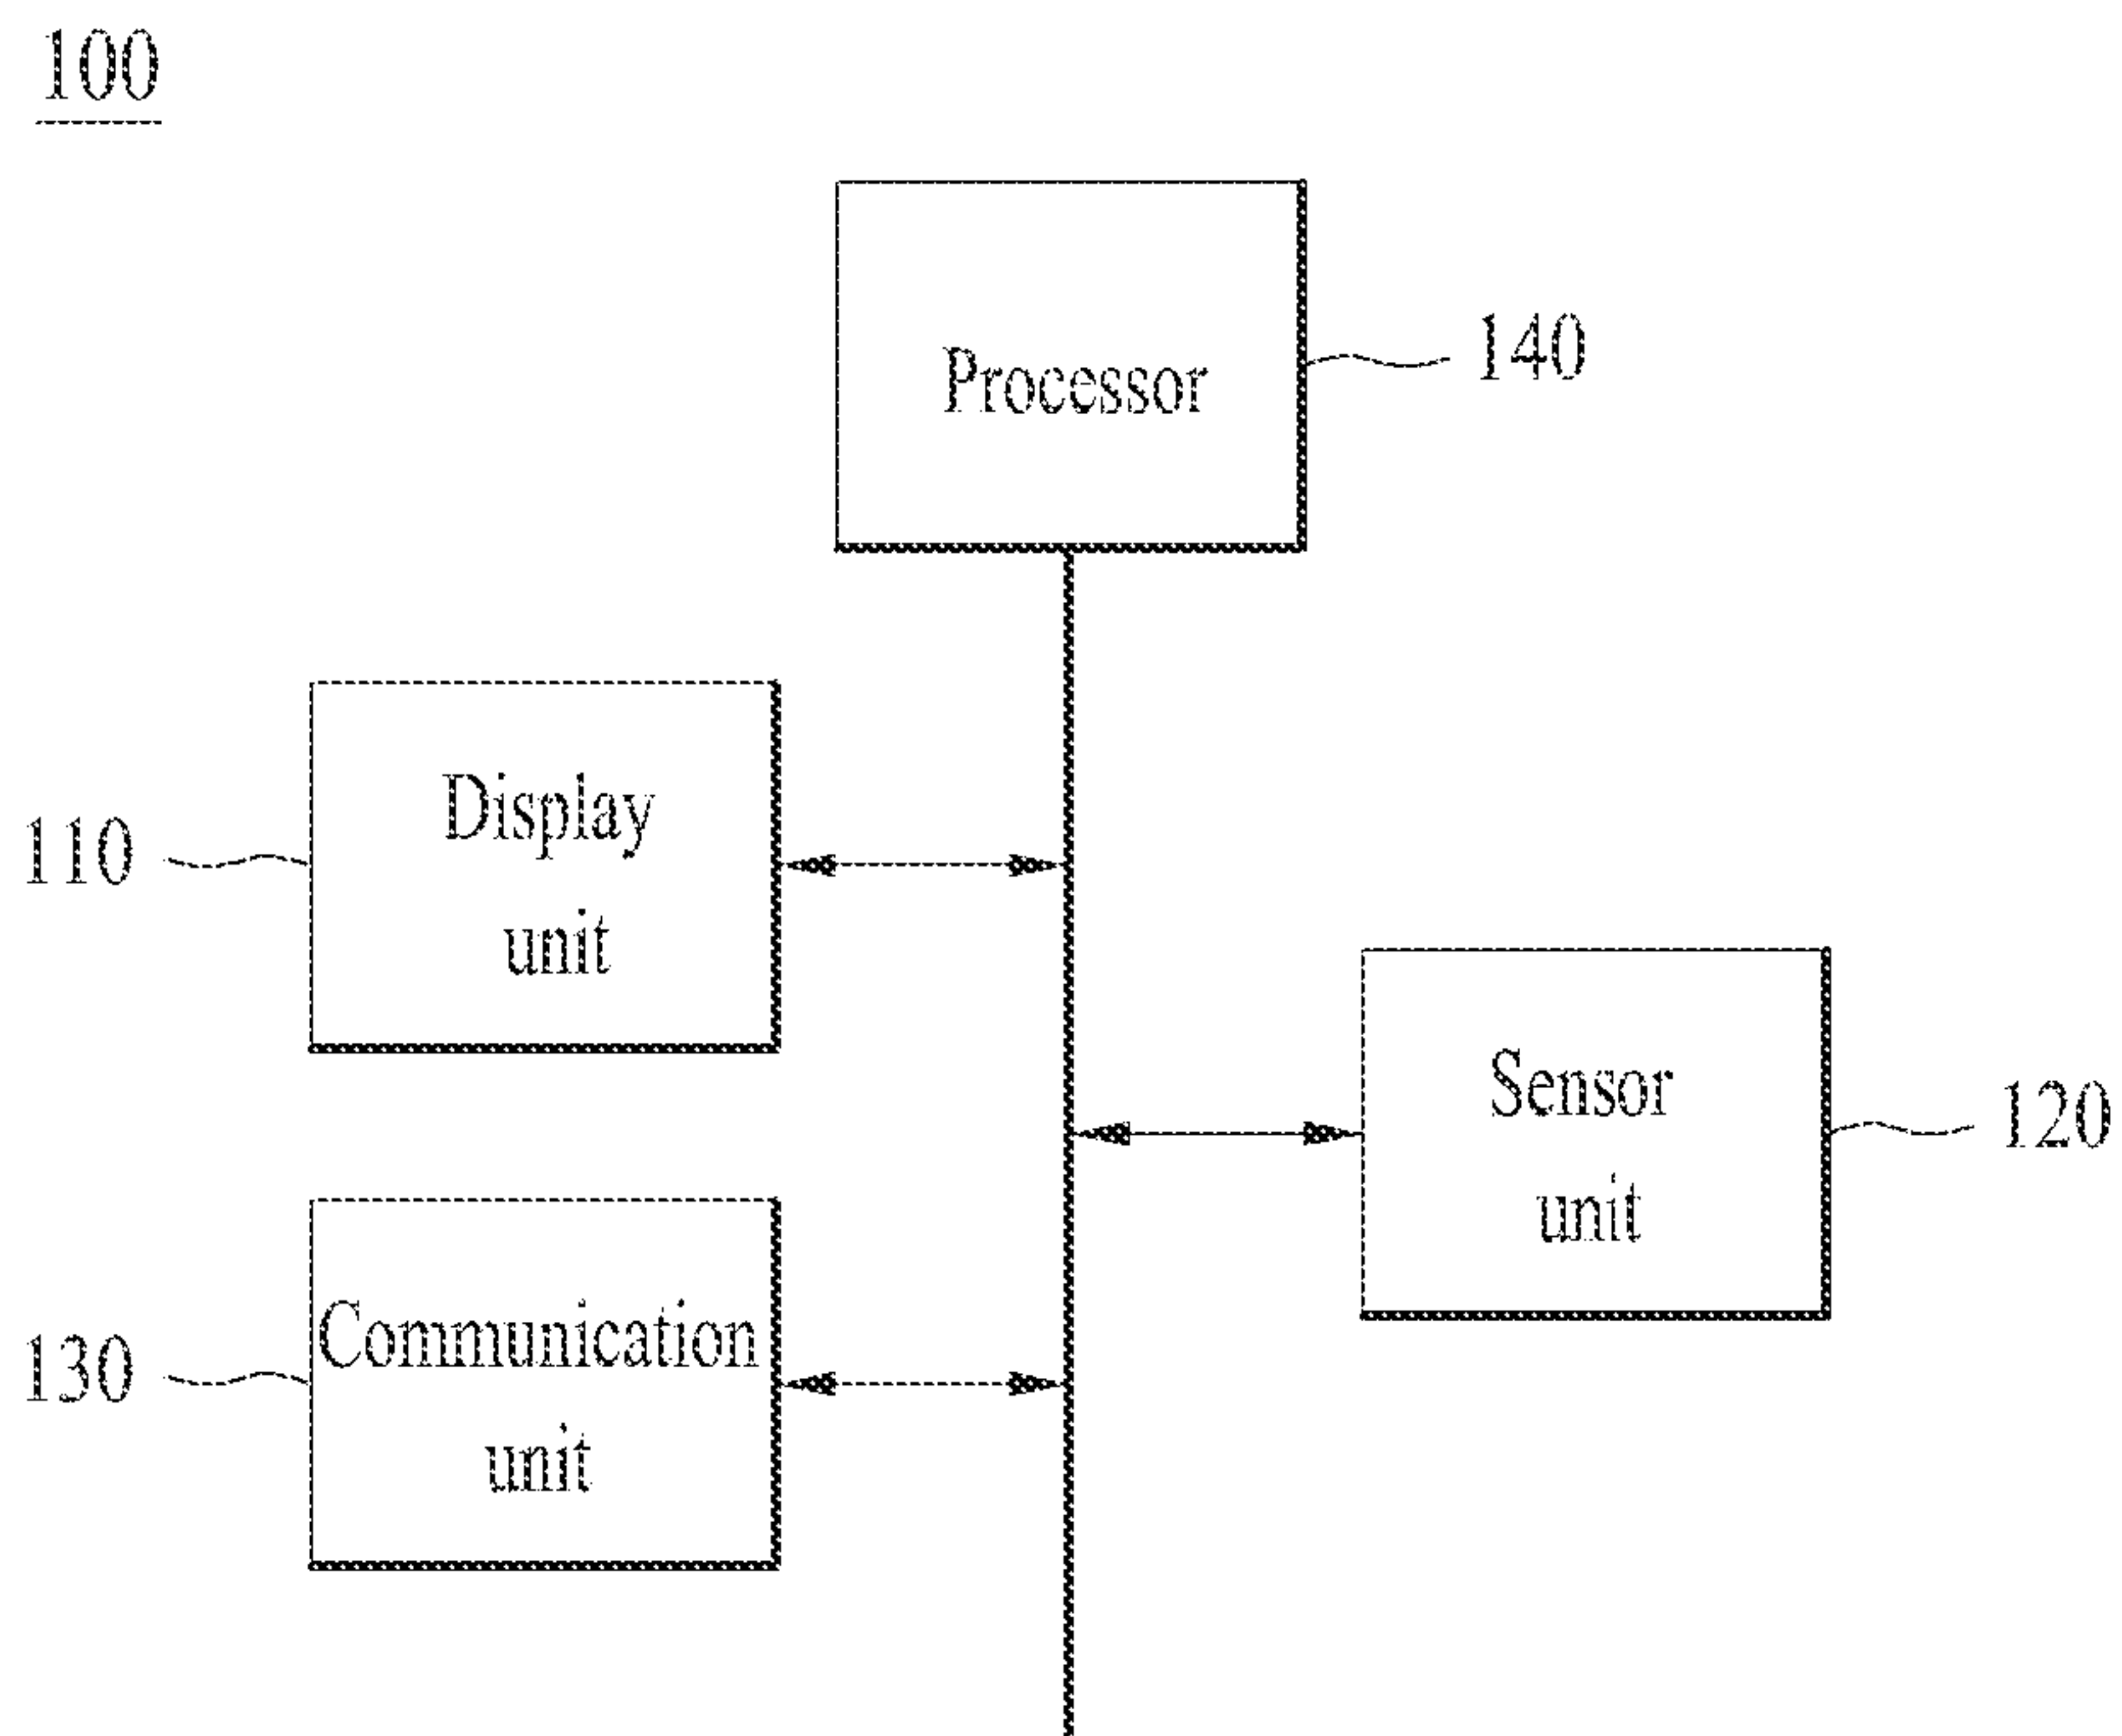 100
Processor
140
Display
unit
110
Sensor
unit
120
Communication
unit
130